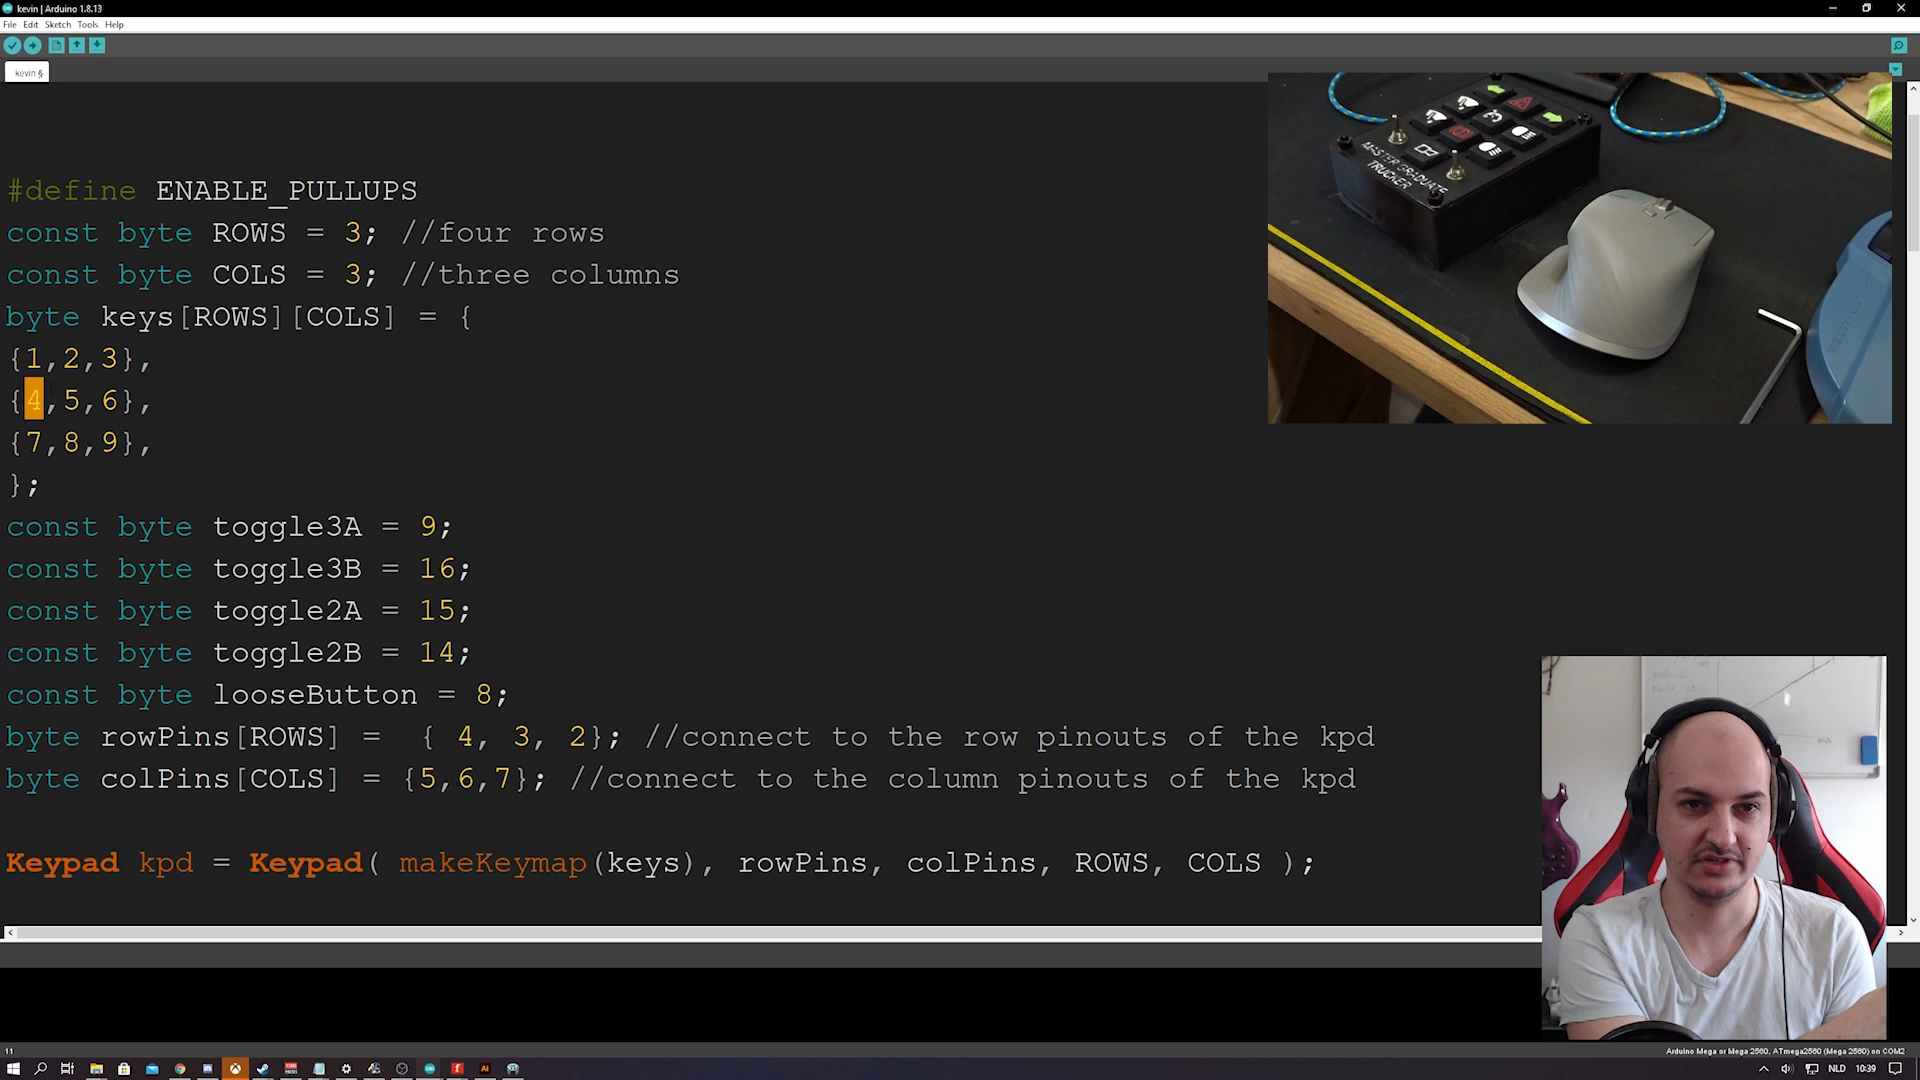 kevin | Arduino 1.8.13
File Edit Sketch Tools Help
kevin §
#define ENABLE_PULLUPS
const byte ROWS = 3; //four rows
const byte COLS = 3; //three columns
byte keys[ROWS][COLS] = {
{1,2,3},
{4,5,6},
{7,8,9},
};
const byte toggle3A = 9;
const byte toggle3B = 16;
const byte toggle2A = 15;
const byte toggle2B = 14;
const byte looseButton = 8;
byte rowPins[ROWS] = { 4, 3, 2}; //connect to the row pinouts of the kpd
byte colPins[COLS] = {5,6,7}; //connect to the column pinouts of the kpd
Keypad kpd = Keypad( makeKeymap(keys), rowPins, colPins, ROWS, COLS );
MASTER GRADUATE
TRUCKER
11
Arduino Mega or Mega 2560, ATmega2560 (Mega 2560) on COM2
NLD 10:39